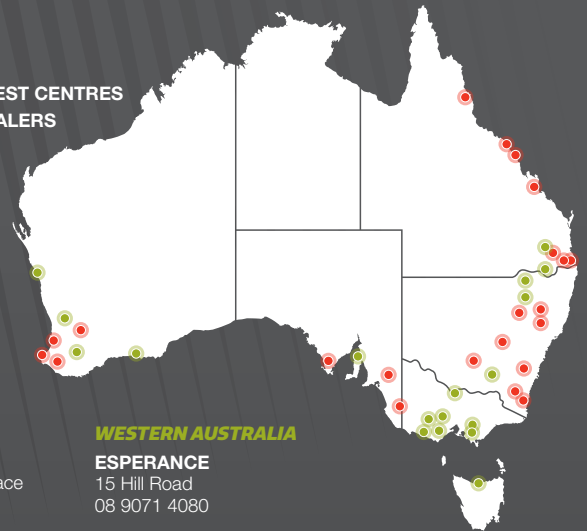 EST CENTRES
ALERS
WESTERN AUSTRALIA
ESPERANCE
15 Hill Road
08 9071 4080
ace